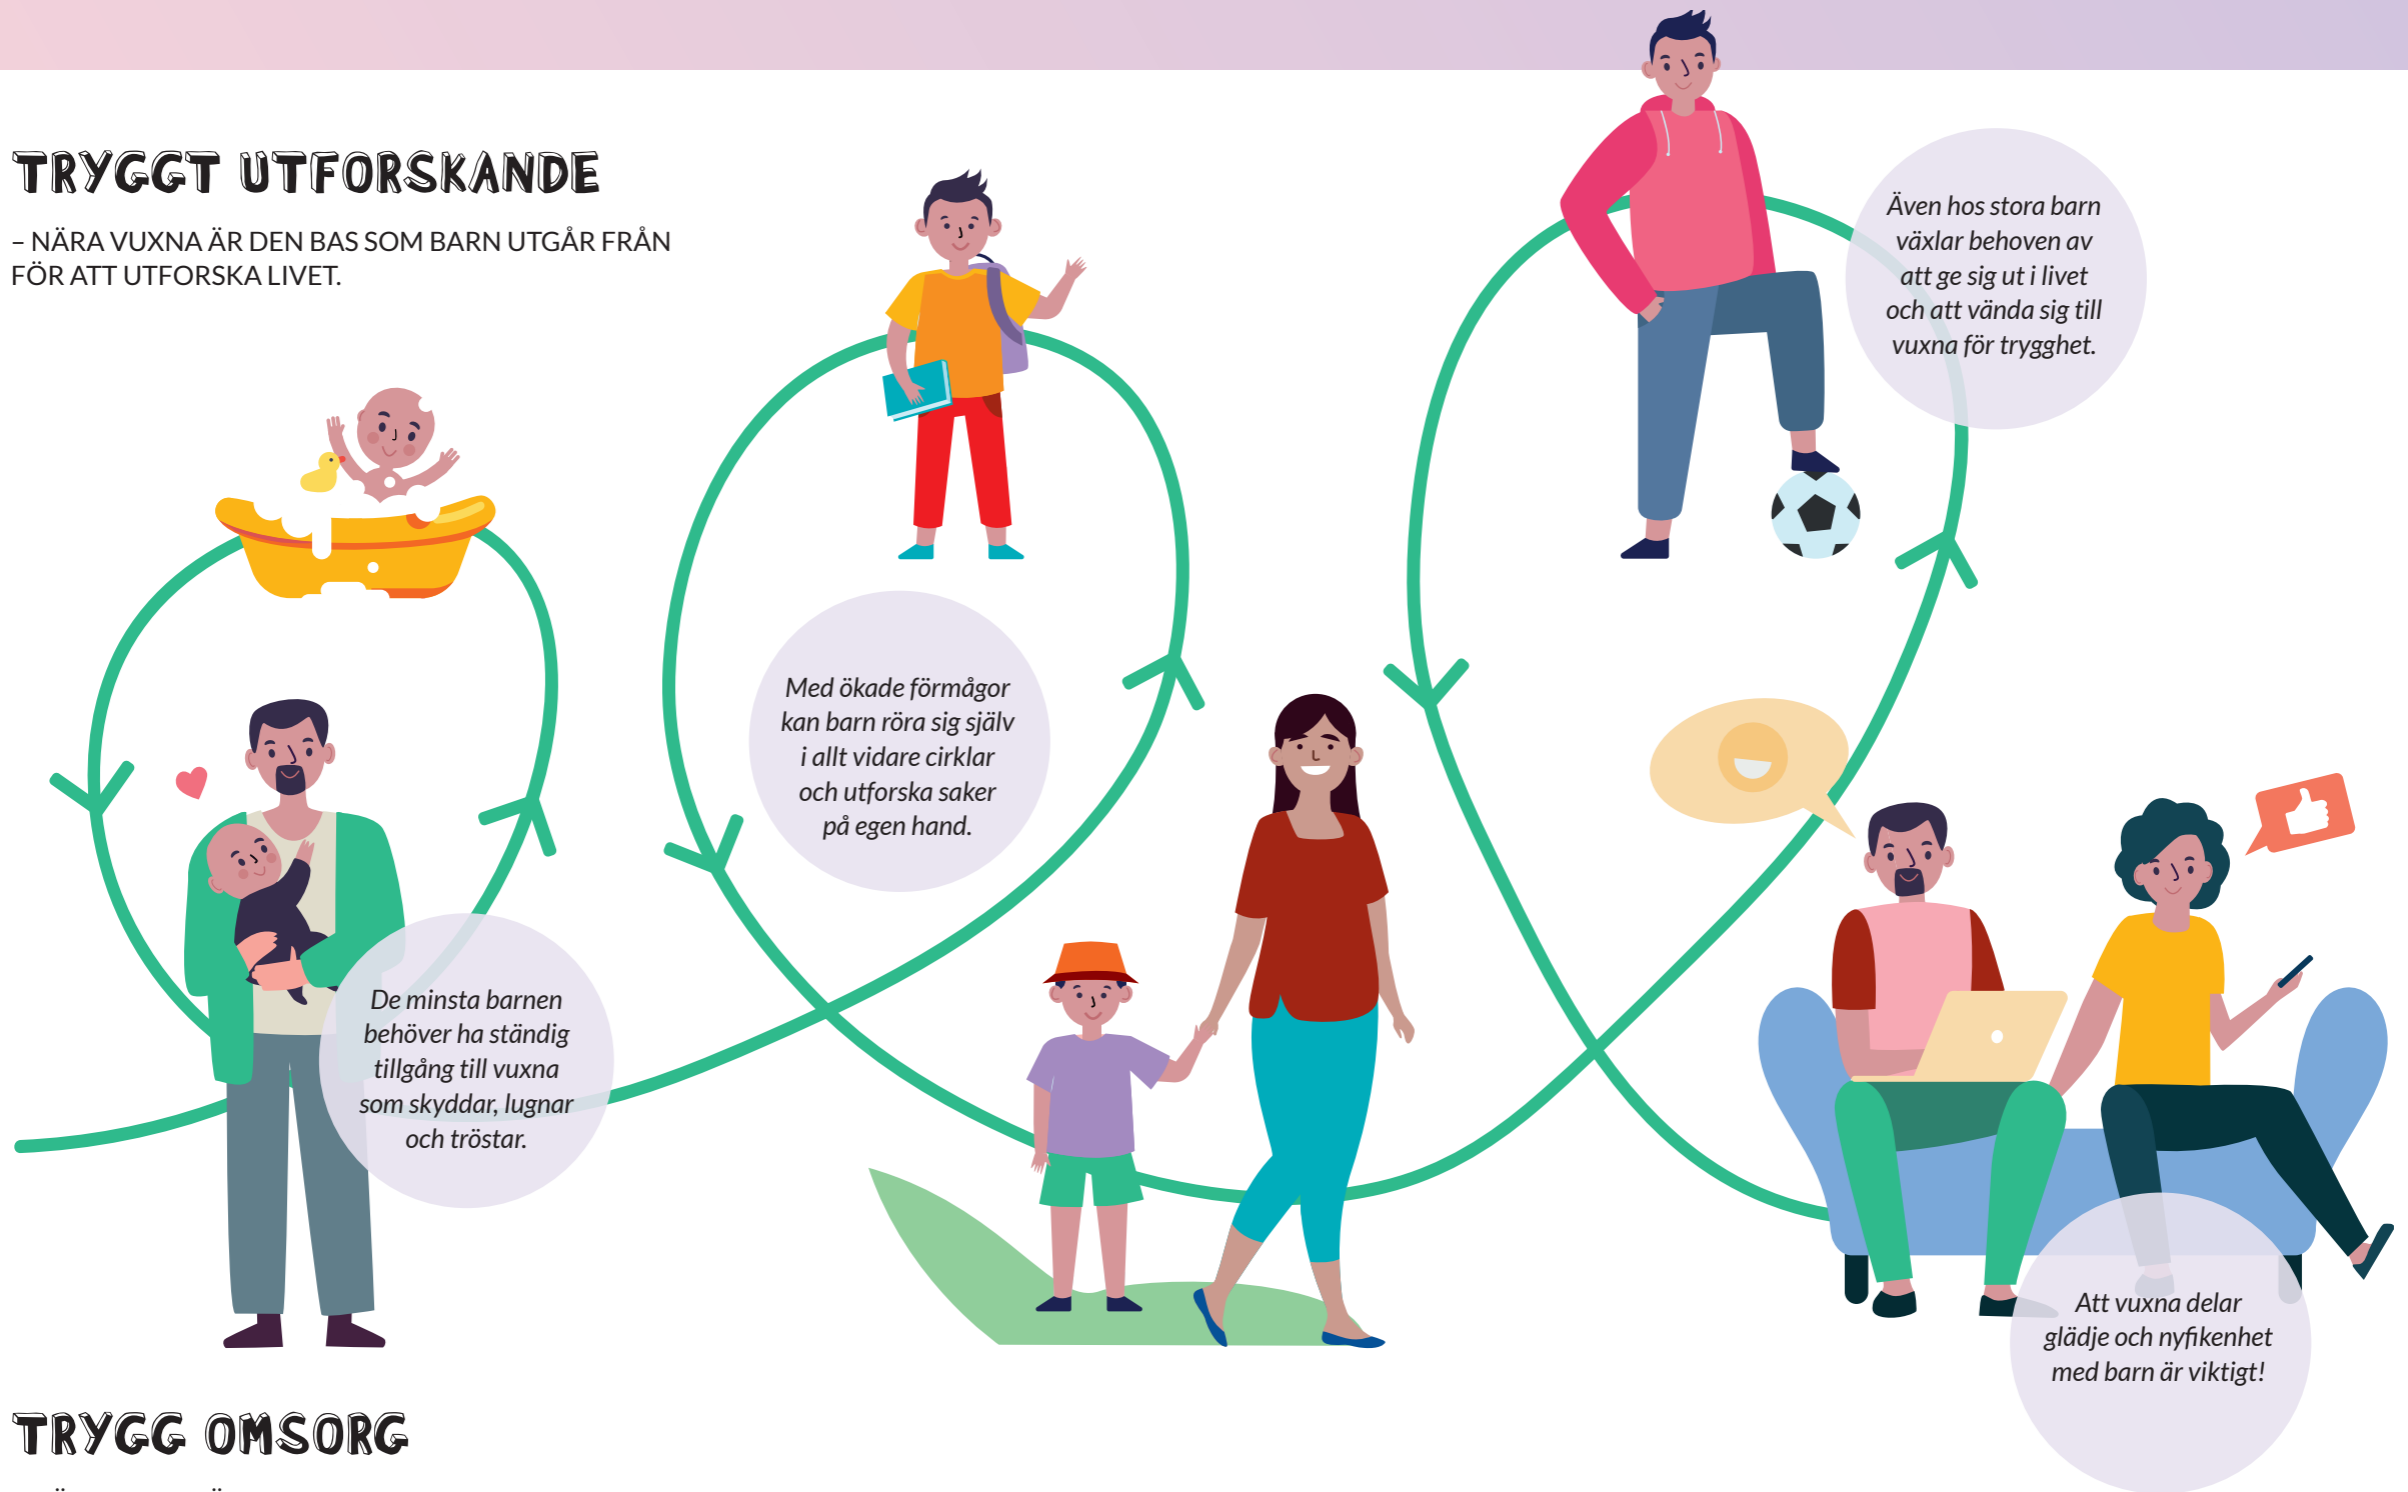 TRYGGT UTFORSKANDE
– NÄRA VUXNA ÄR DEN BAS SOM BARN UTGÅR FRÅN
FÖR ATT UTFORSKA LIVET.
Även hos stora barn
växlar behoven av
att ge sig ut i livet
och att vända sig till
vuxna för trygghet.
Med ökade förmågor
kan barn röra sig själv
i allt vidare cirklar
och utforska saker
på egen hand.
De minsta barnen
behöver ha ständig
tillgång till vuxna
som skyddar, lugnar
och tröstar.
Att vuxna delar
glädje och nyfikenhet
med barn är viktigt!
TRYGG OMSORG